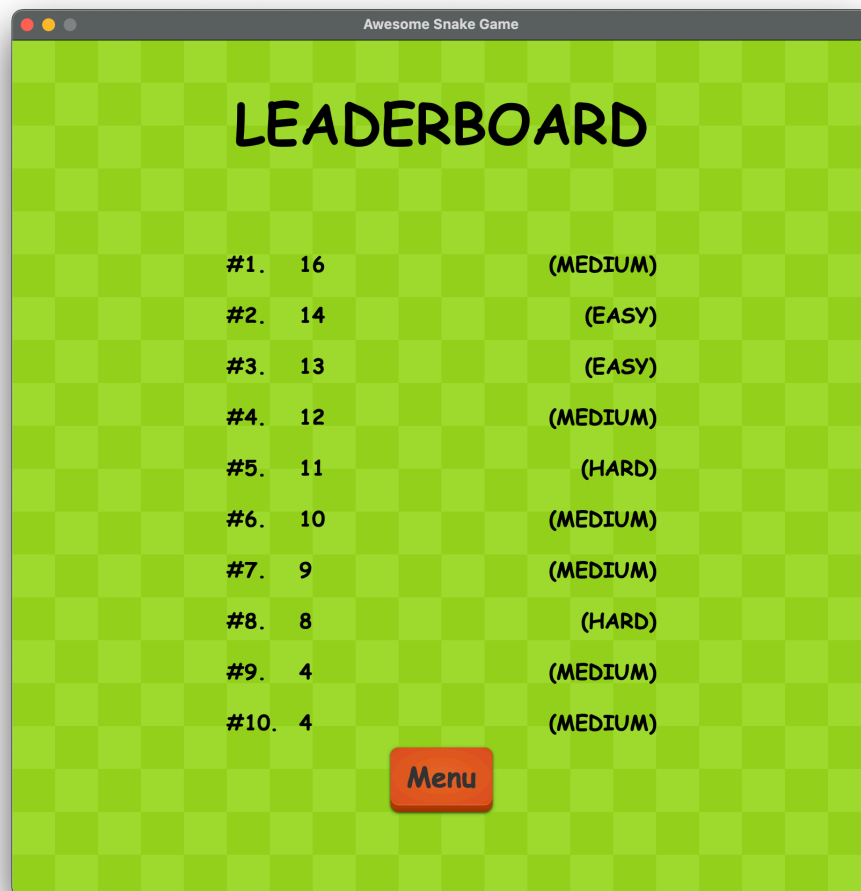 Awesome Snake Game
LEADERBOARD
#1. 16 (MEDIUM)
#2. 14 (EASY)
#3. 13 (EASY)
#4. 12 (MEDIUM)
#5. 11 (HARD)
#6. 10 (MEDIUM)
#7. 9 (MEDIUM)
#8. 8 (HARD)
#9. 4 (MEDIUM)
#10. 4 (MEDIUM)
Menu